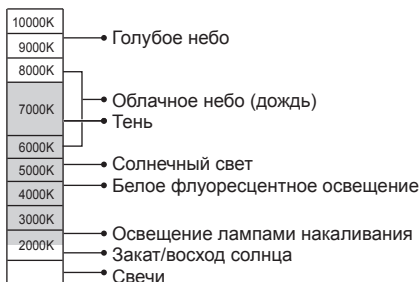 10000K
Голубое небо
9000K
8000K
Облачное небо (дождь)
7000K
Тень
6000K
Солнечный свет
5000K
Белое флуоресцентное освещение
4000K
3000K
Освещение лампами накаливания
2000K
Закат/восход солнца
Свечи